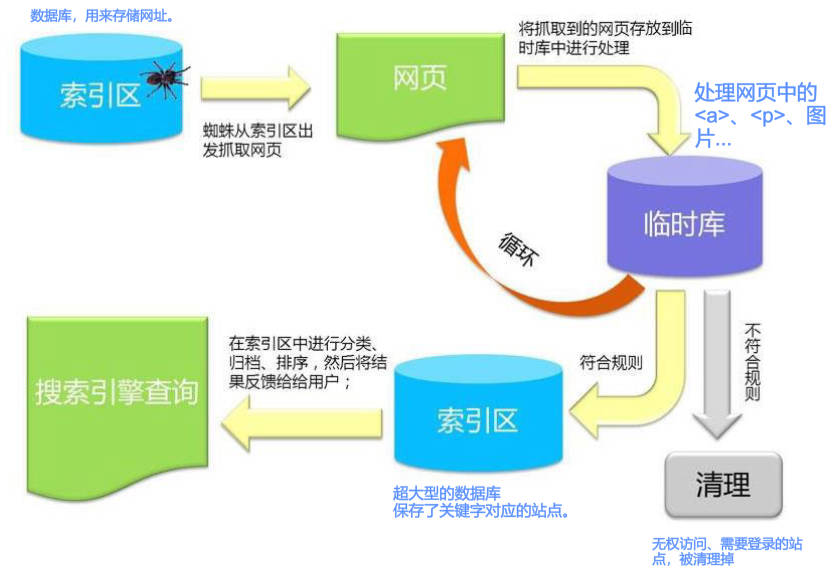 数据库，用来存储网址。
索引区
蜘蛛从索引区出
发抓取网页
网页
将抓取到的网页存放到临
时库中进行处理
处理网页中的
<a>、<p>、图
片...
临时库
循环
搜索引擎查询
在索引区中进行分类、
归档、排序，然后将结
果反馈给给用户；
索引区
超大型的数据库
保存了关键字对应的站点。
符合规则
不符合规则
清理
无权访问、需要登录的站
点，被清理掉